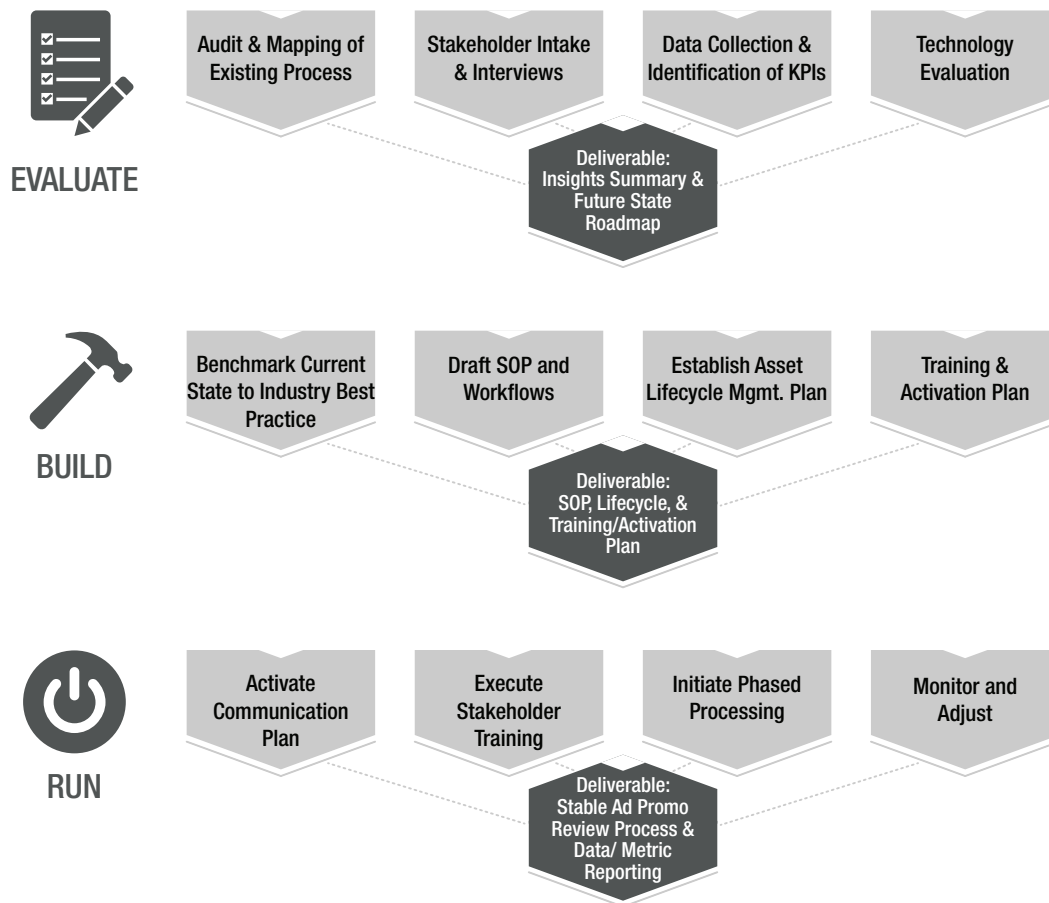 Audit & Mapping of
Existing Process
Stakeholder Intake
& Interviews
Data Collection &
Identification of KPIs
Technology
Evaluation
EVALUATE
Deliverable:
Insights Summary &
Future State
Roadmap
Benchmark Current
State to Industry Best
Practice
Draft SOP and
Workflows
Establish Asset
Lifecycle Mgmt. Plan
Training &
Activation Plan
BUILD
Deliverable:
SOP, Lifecycle, &
Training/Activation
Plan
Activate
Communication
Plan
Execute
Stakeholder
Training
Initiate Phased
Processing
Monitor and
Adjust
RUN
Deliverable:
Stable Ad Promo
Review Process &
Data/ Metric
Reporting